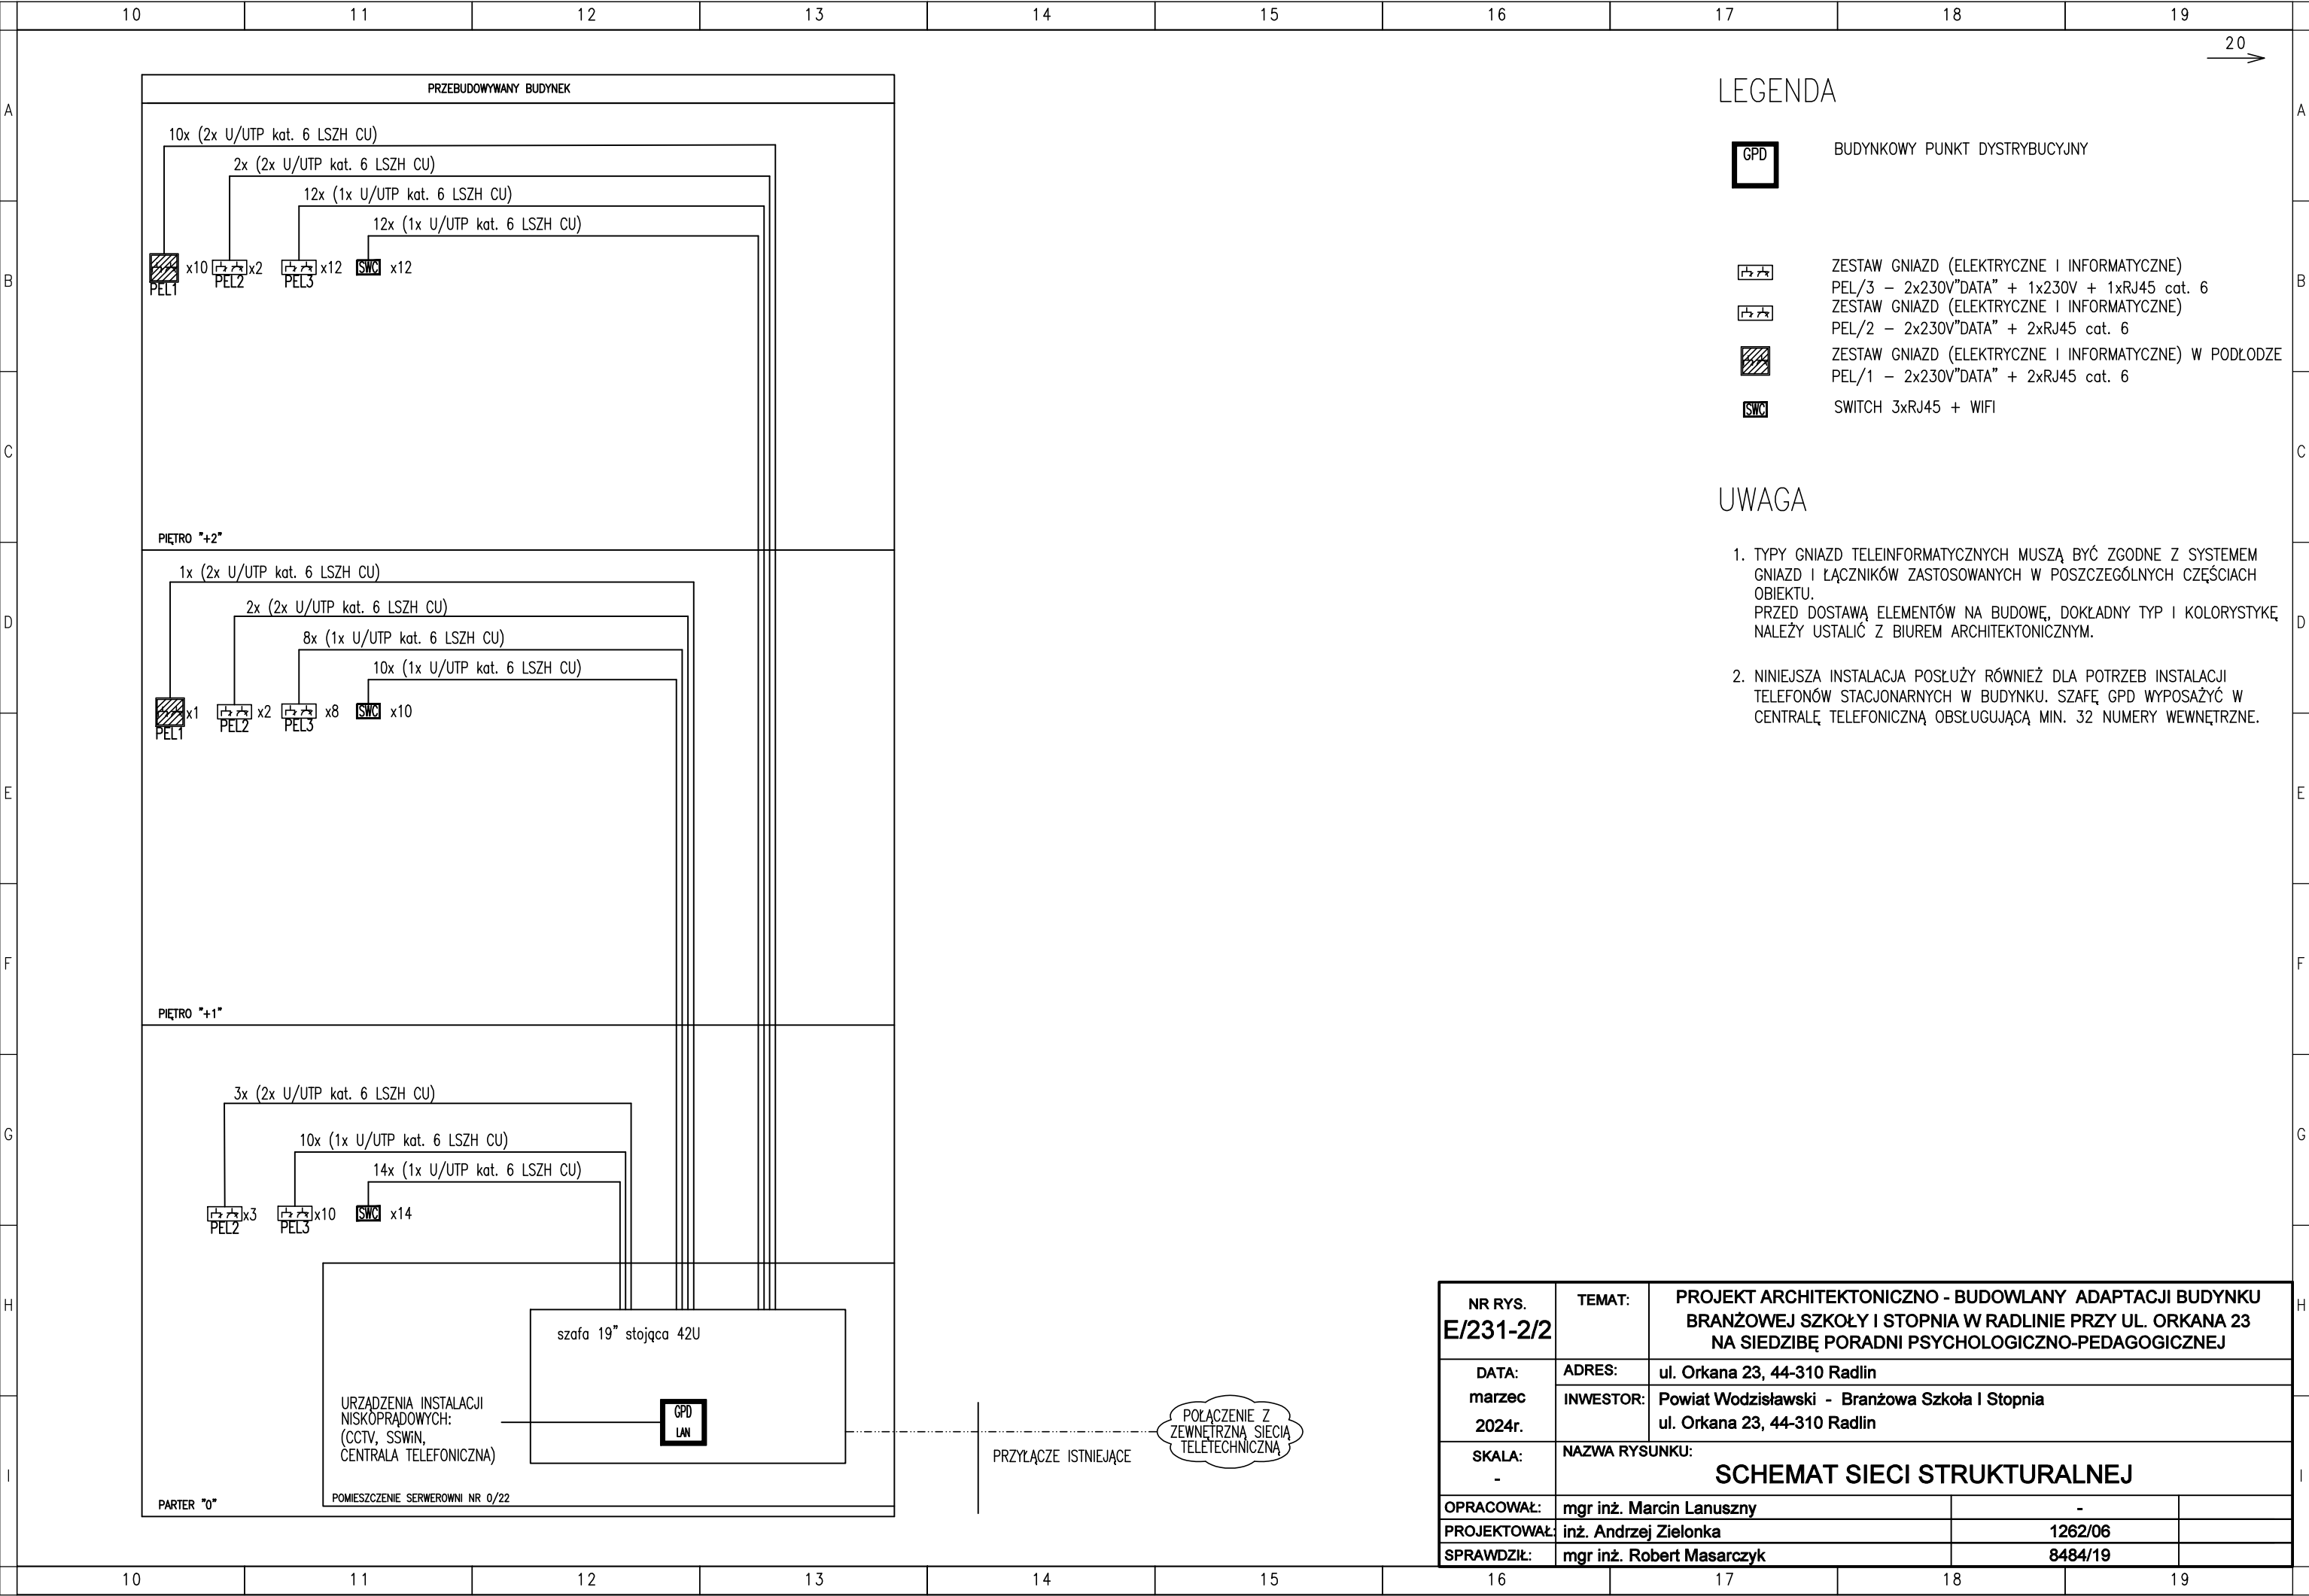 10 11 12 13 14 15 16 17 18 19
20
A A
B B
C C
D D
E E
F F
G G
H H
I I
PRZEBUDOWYWANY BUDYNEK
10x (2x U/UTP kat. 6 LSZH CU)
2x (2x U/UTP kat. 6 LSZH CU)
12x (1x U/UTP kat. 6 LSZH CU)
12x (1x U/UTP kat. 6 LSZH CU)
x10 x2 x12 SWC x12
PEL1 PEL2 PEL3
PIĘTRO "+2"
1x (2x U/UTP kat. 6 LSZH CU)
2x (2x U/UTP kat. 6 LSZH CU)
8x (1x U/UTP kat. 6 LSZH CU)
10x (1x U/UTP kat. 6 LSZH CU)
x1 x2 x8 SWC x10
PEL1 PEL2 PEL3
PIĘTRO "+1"
3x (2x U/UTP kat. 6 LSZH CU)
10x (1x U/UTP kat. 6 LSZH CU)
14x (1x U/UTP kat. 6 LSZH CU)
x3 x10 SWC x14
PEL2 PEL3
szafa 19" stojąca 42U
URZĄDZENIA INSTALACJI
NISKOPRĄDOWYCH:
(CCTV, SSWiN,
CENTRALA TELEFONICZNA)
GPD
LAN
POMIESZCZENIE SERWEROWNI NR 0/22
PARTER "0"
PRZYŁĄCZE ISTNIEJĄCE
POŁĄCZENIE Z
ZEWNĘTRZNĄ SIECIĄ
TELETECHNICZNĄ
LEGENDA
GPD BUDYNKOWY PUNKT DYSTRYBUCYJNY
ZESTAW GNIAZD (ELEKTRYCZNE I INFORMATYCZNE)
PEL/3 – 2x230V"DATA" + 1x230V + 1xRJ45 cat. 6
ZESTAW GNIAZD (ELEKTRYCZNE I INFORMATYCZNE)
PEL/2 – 2x230V"DATA" + 2xRJ45 cat. 6
ZESTAW GNIAZD (ELEKTRYCZNE I INFORMATYCZNE) W PODŁODZE
PEL/1 – 2x230V"DATA" + 2xRJ45 cat. 6
SWC SWITCH 3xRJ45 + WIFI
UWAGA
1. TYPY GNIAZD TELEINFORMATYCZNYCH MUSZĄ BYĆ ZGODNE Z SYSTEMEM
GNIAZD I ŁĄCZNIKÓW ZASTOSOWANYCH W POSZCZEGÓLNYCH CZĘŚCIACH
OBIEKTU.
PRZED DOSTAWĄ ELEMENTÓW NA BUDOWĘ, DOKŁADNY TYP I KOLORYSTYKĘ
NALEŻY USTALIĆ Z BIUREM ARCHITEKTONICZNYM.
2. NINIEJSZA INSTALACJA POSŁUŻY RÓWNIEŻ DLA POTRZEB INSTALACJI
TELEFONÓW STACJONARNYCH W BUDYNKU. SZAFĘ GPD WYPOSAŻYĆ W
CENTRALĘ TELEFONICZNĄ OBSŁUGUJĄCĄ MIN. 32 NUMERY WEWNĘTRZNE.
NR RYS.
E/231-2/2
TEMAT:
PROJEKT ARCHITEKTONICZNO - BUDOWLANY ADAPTACJI BUDYNKU
BRANŻOWEJ SZKOŁY I STOPNIA W RADLINIE PRZY UL. ORKANA 23
NA SIEDZIBĘ PORADNI PSYCHOLOGICZNO-PEDAGOGICZNEJ
DATA:
marzec
2024r.
ADRES: ul. Orkana 23, 44-310 Radlin
INWESTOR: Powiat Wodzisławski - Branżowa Szkoła I Stopnia
ul. Orkana 23, 44-310 Radlin
SKALA:
-
NAZWA RYSUNKU:
SCHEMAT SIECI STRUKTURALNEJ
OPRACOWAŁ: mgr inż. Marcin Lanuszny -
PROJEKTOWAŁ: inż. Andrzej Zielonka 1262/06
SPRAWDZIŁ: mgr inż. Robert Masarczyk 8484/19
10 11 12 13 14 15 16 17 18 19